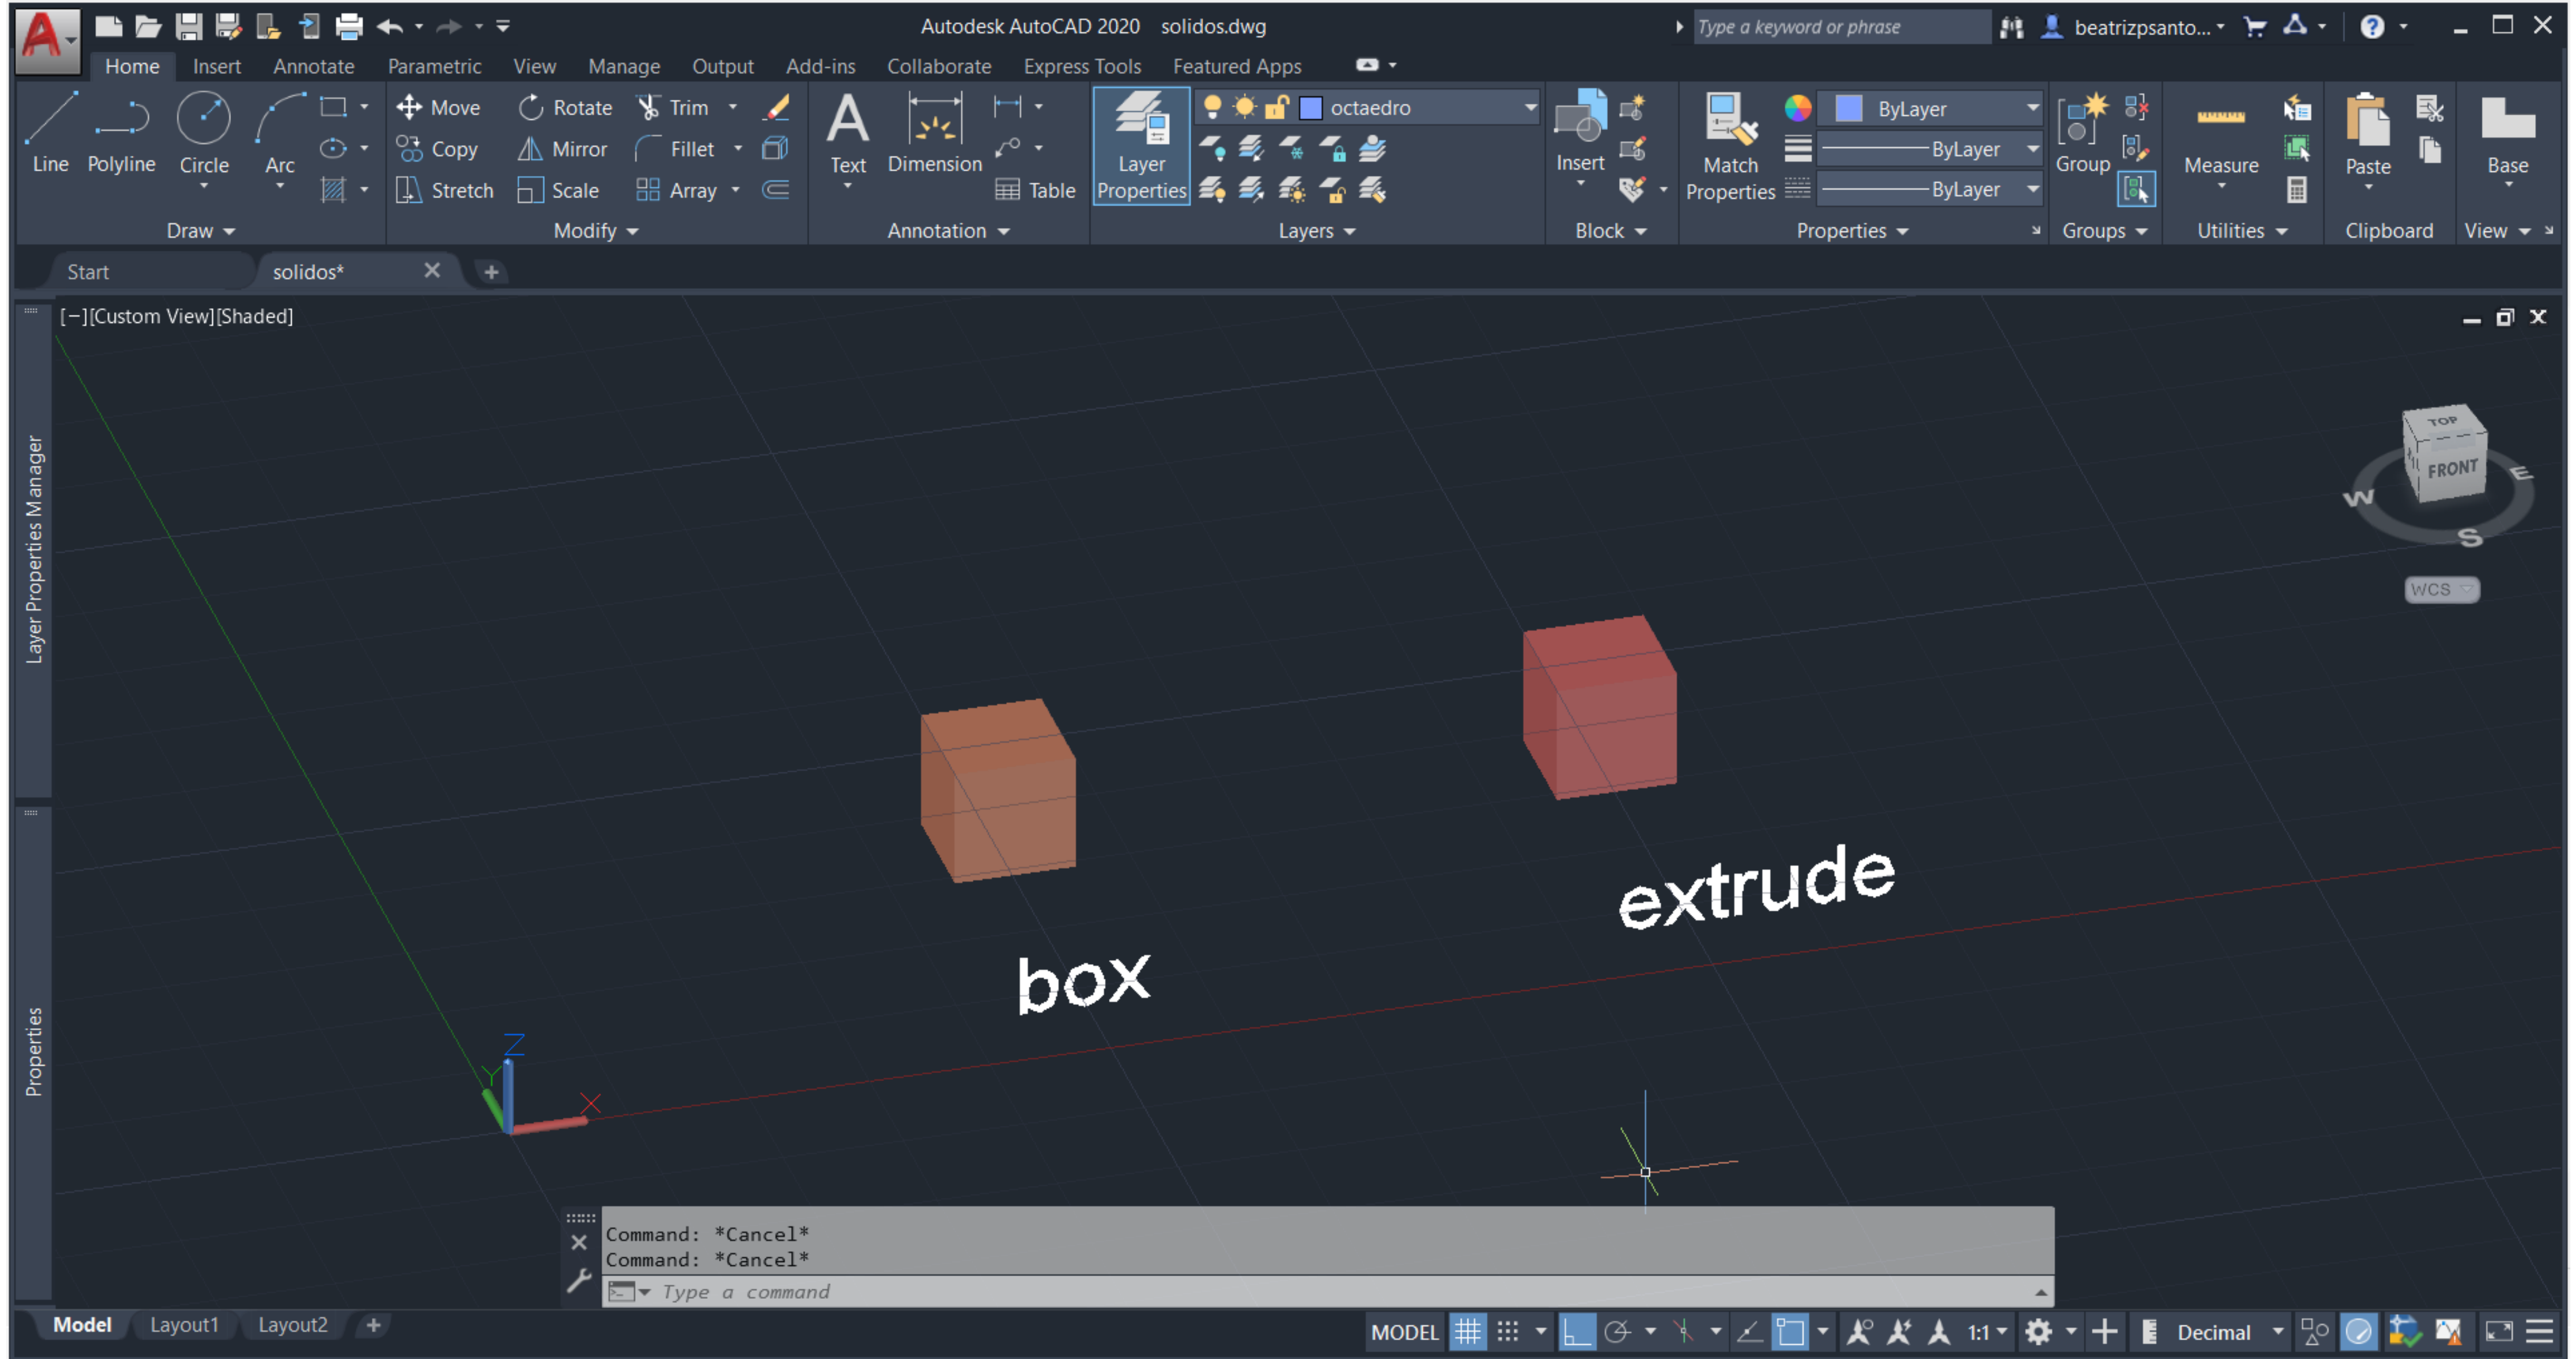 Autodesk AutoCAD 2020 solidos.dwg
Type a keyword or phrase
beatrizpsanto...
Home Insert Annotate Parametric View Manage Output Add-ins Collaborate Express Tools Featured Apps
Line Polyline Circle Arc
Move Rotate Trim
Copy Mirror Fillet
Stretch Scale Array
Text Dimension
Table
Layer Properties
octaedro
Insert
Match Properties
ByLayer
ByLayer
ByLayer
Group
Measure
Paste
Base
Draw Modify Annotation Layers Block Properties Groups Utilities Clipboard View
Start solidos*
[−][Custom View][Shaded]
Layer Properties Manager
Properties
TOP
FRONT
W
E
S
WCS
box
extrude
Z
Y
X
Command: *Cancel*
Command: *Cancel*
Type a command
Model Layout1 Layout2
MODEL 1:1 Decimal